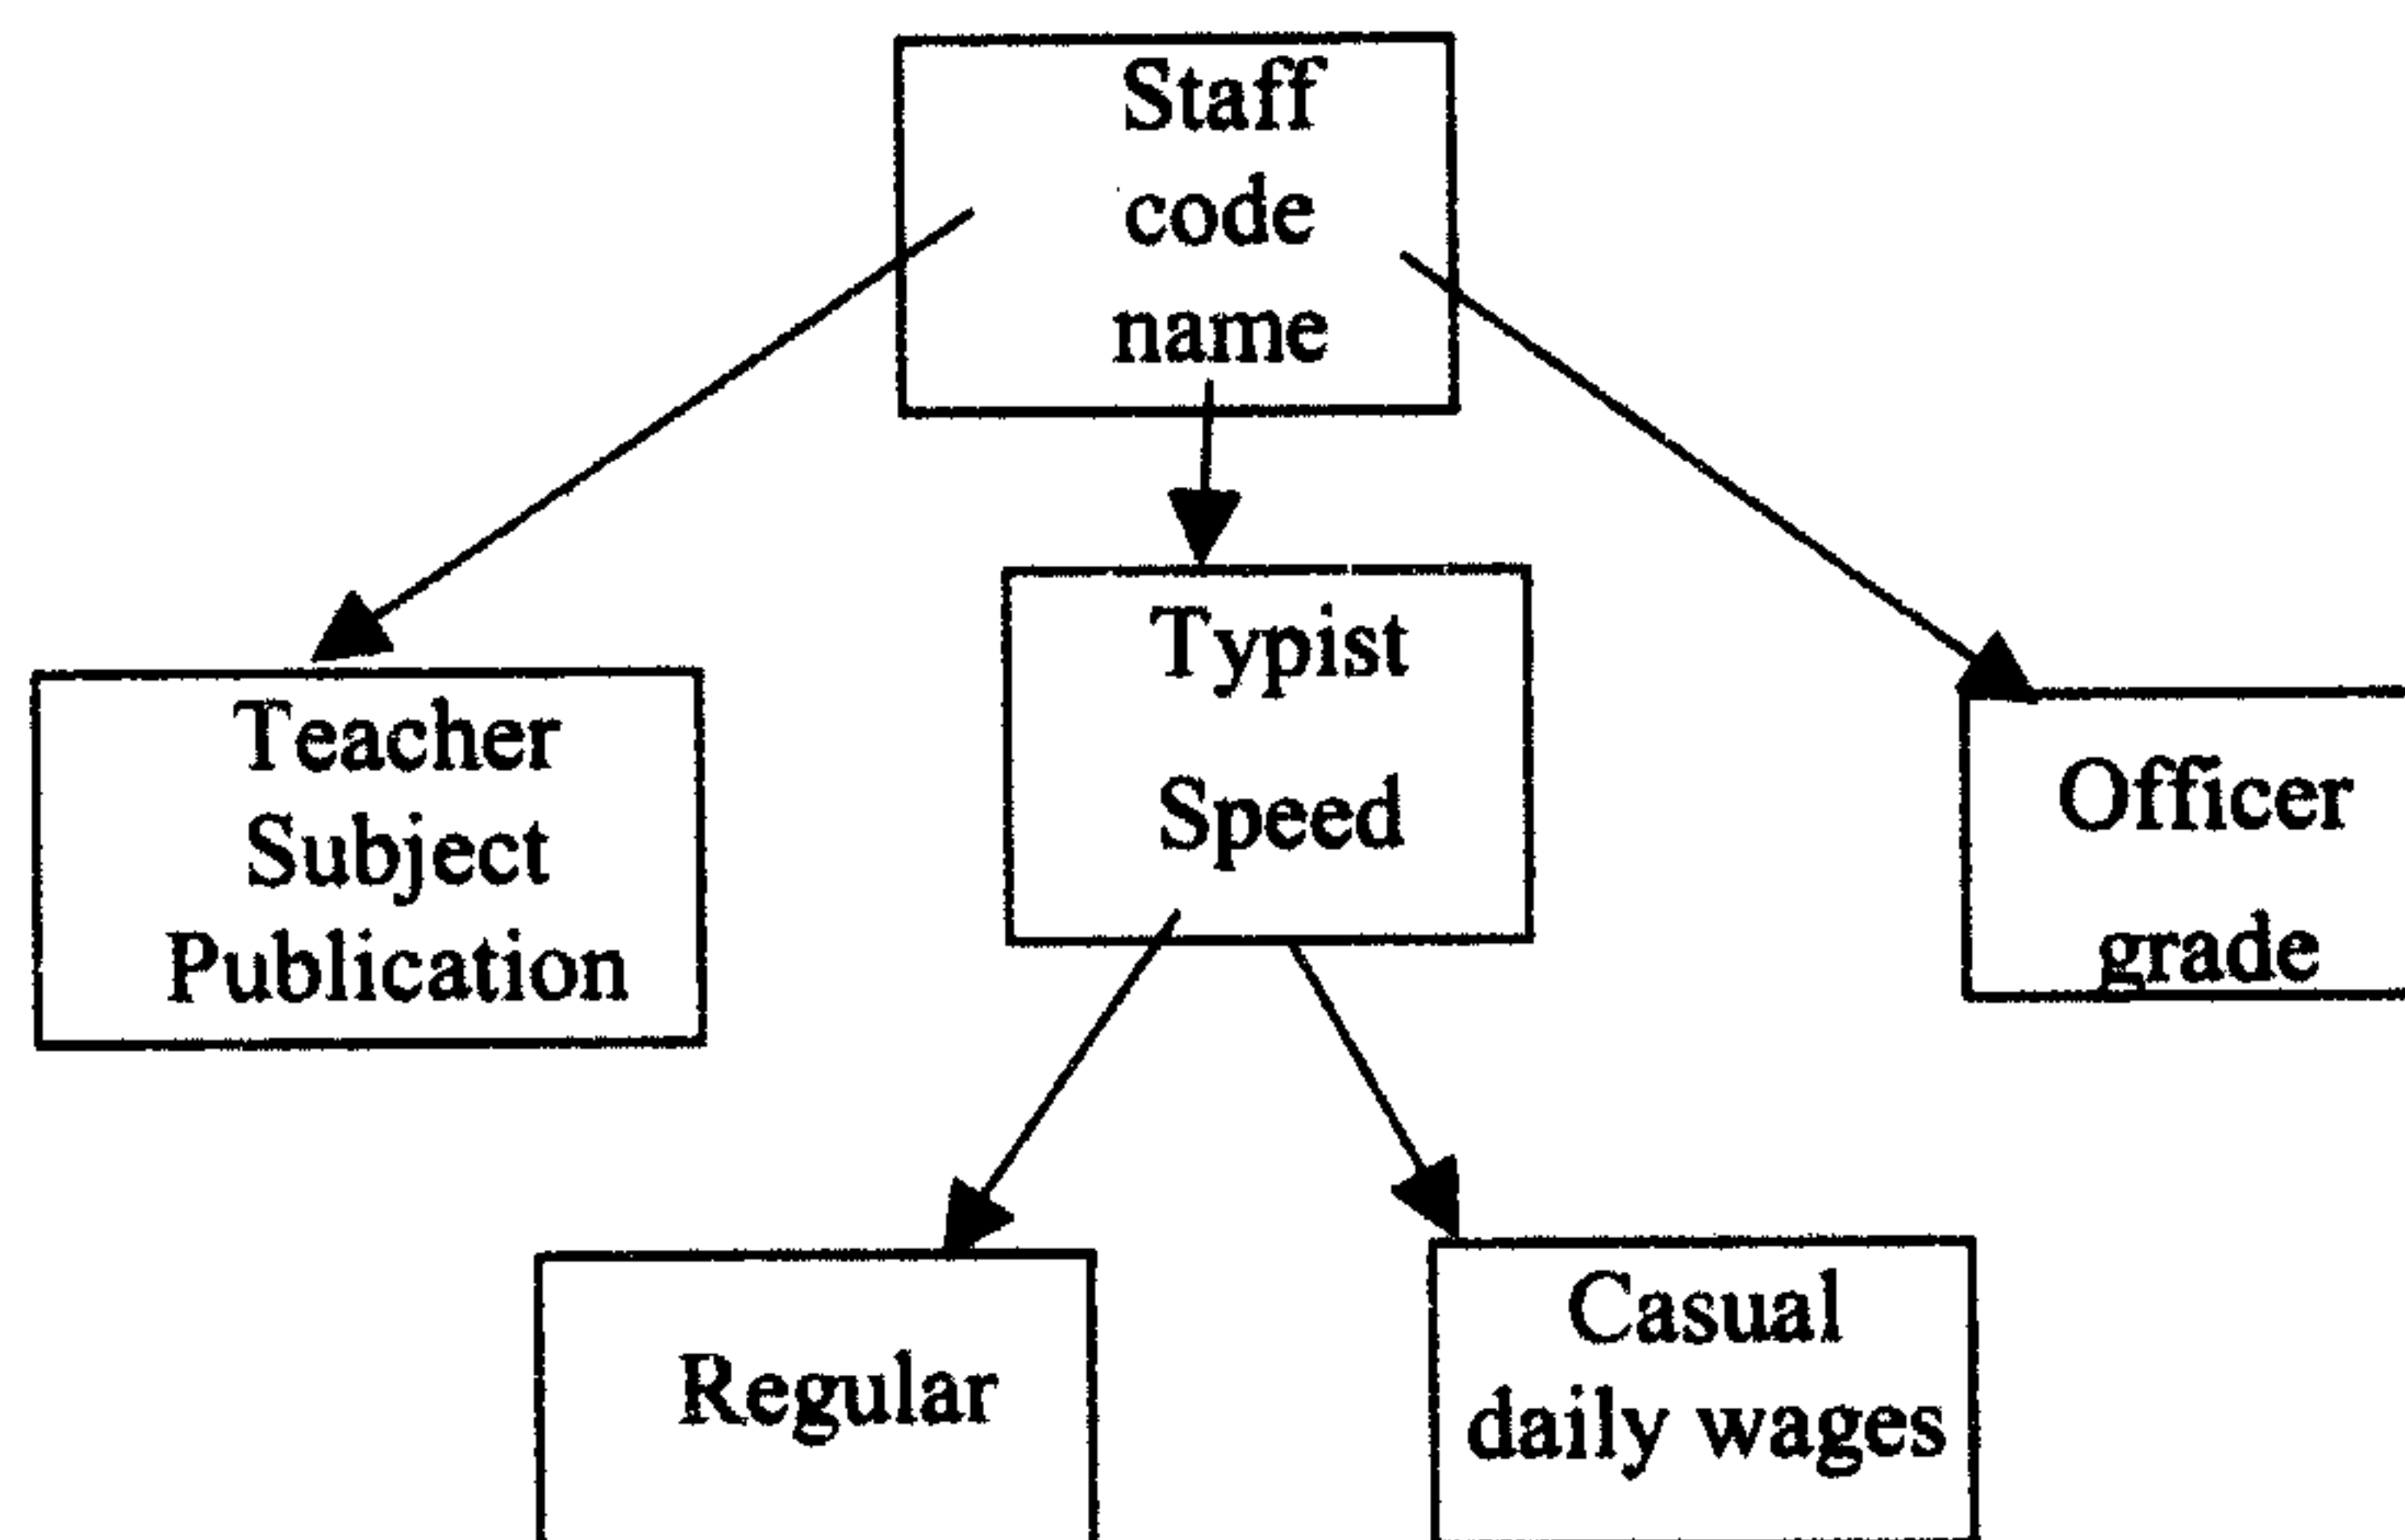 Staff
code
name
Teacher
Subject
Publication
Typist
Speed
Officer
grade
Regular
Casual
daily wages